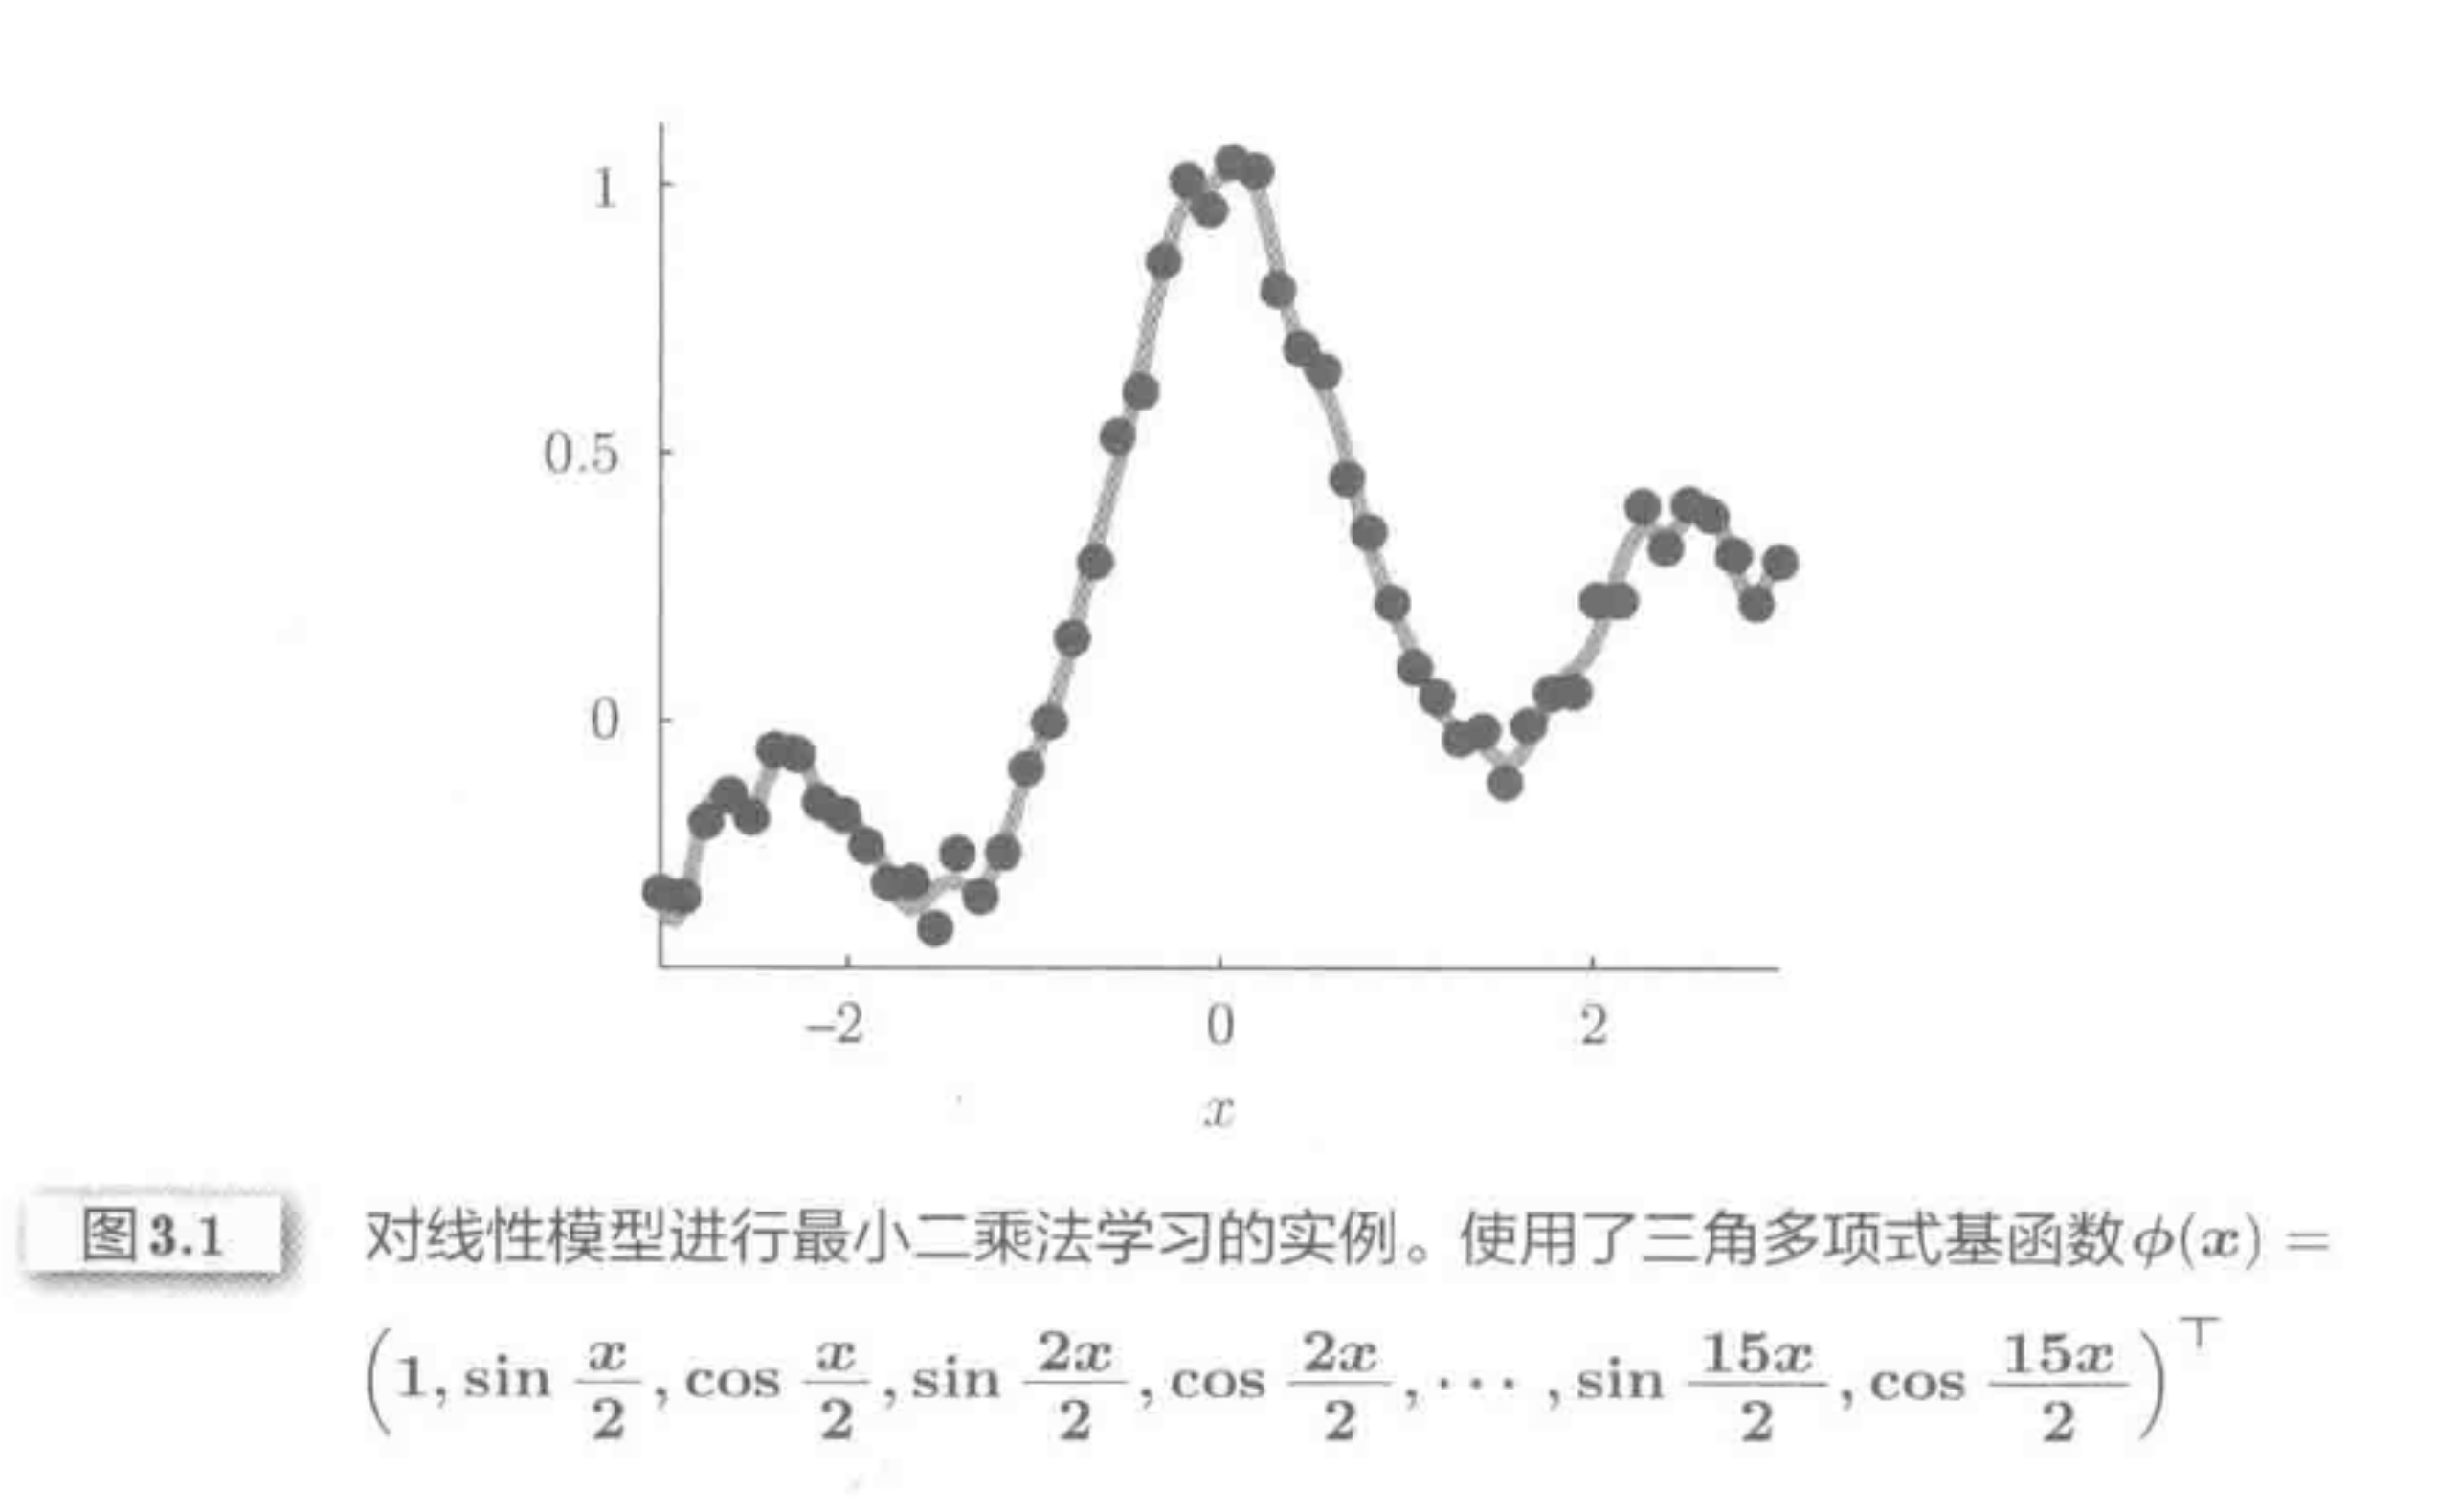 1
0.5
0
−2 0 2
x
图3.1 对线性模型进行最小二乘法学习的实例。使用了三角多项式基函数ϕ(x) =
(1, sin x/2, cos x/2, sin 2x/2, cos 2x/2, ⋯ , sin 15x/2, cos 15x/2)⊤